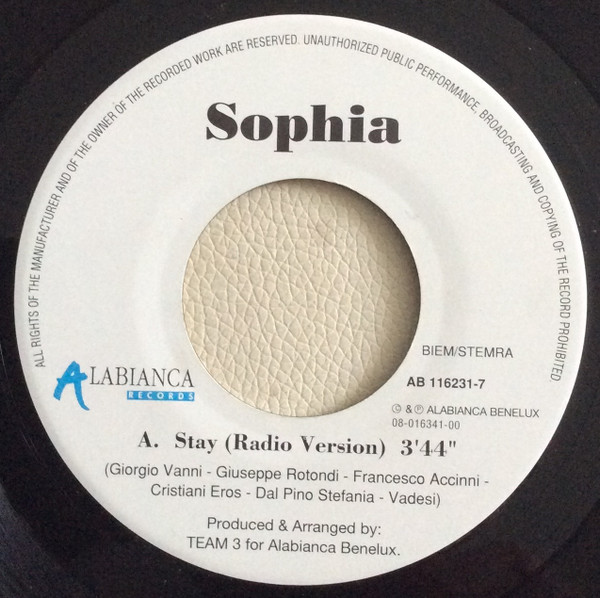 ALL RIGHTS OF THE MANUFACTURER AND OF THE OWNER OF THE RECORDED WORK ARE RESERVED. UNAUTHORIZED PUBLIC PERFORMANCE, BROADCASTING AND COPYING OF THE RECORD PROHIBITED
Sophia
BIEM/STEMRA
ALABIANCA
RECORDS
AB 116231-7
© & ℗ ALABIANCA BENELUX
08-016341-00
A. Stay (Radio Version) 3'44"
(Giorgio Vanni - Giuseppe Rotondi - Francesco Accinni -
Cristiani Eros - Dal Pino Stefania - Vadesi)
Produced & Arranged by:
TEAM 3 for Alabianca Benelux.